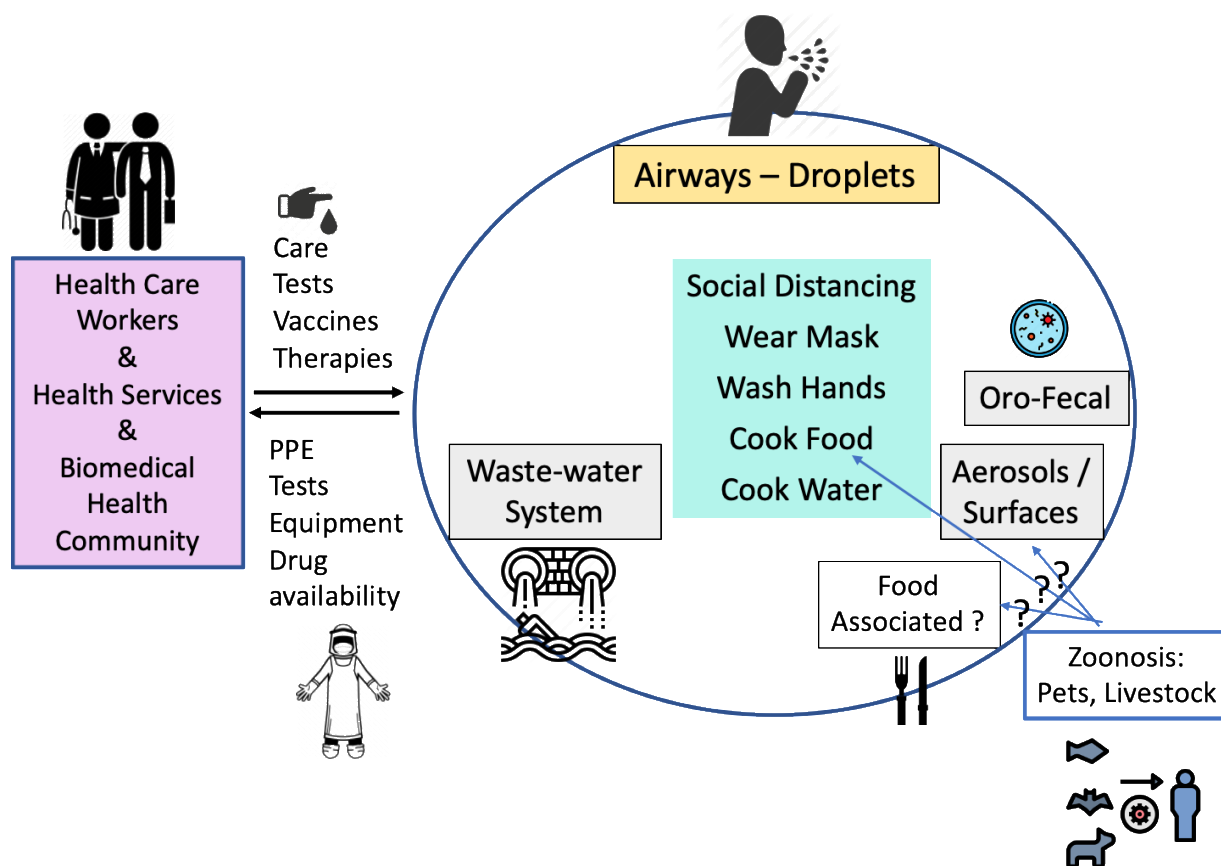 Airways – Droplets
Health Care
Workers
&
Health Services
&
Biomedical
Health
Community
Care
Tests
Vaccines
Therapies
PPE
Tests
Equipment
Drug
availability
Social Distancing
Wear Mask
Wash Hands
Cook Food
Cook Water
Oro-Fecal
Aerosols /
Surfaces
Waste-water
System
Food
Associated ?
?
?
?
Zoonosis:
Pets, Livestock